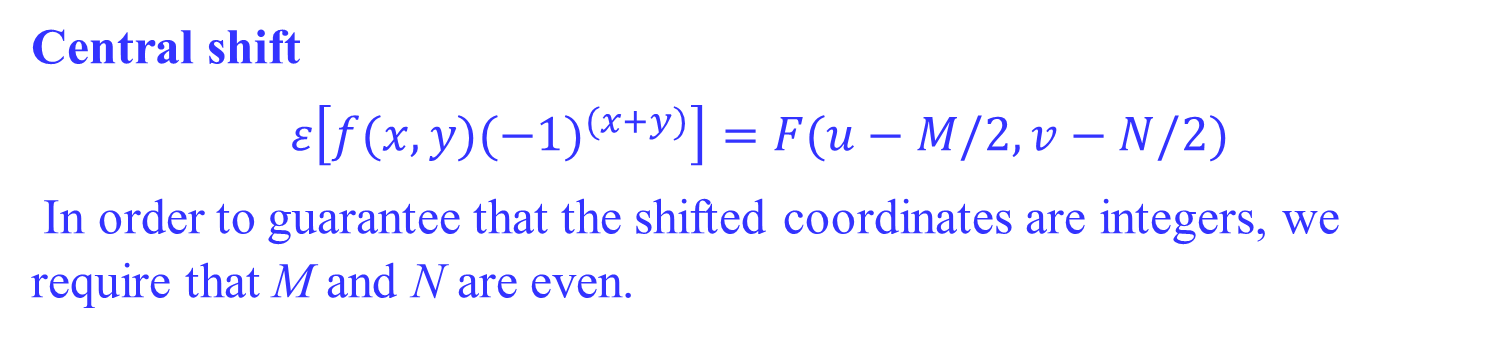 Central shift
ε[f(x, y)(−1)^(x+y)] = F(u − M/2, v − N/2)
In order to guarantee that the shifted coordinates are integers, we
require that M and N are even.